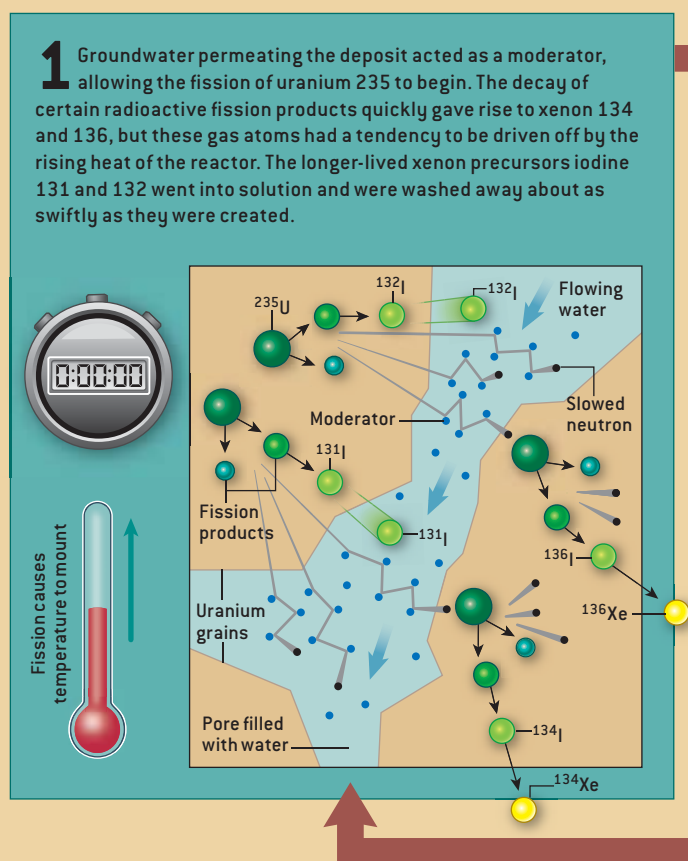 1 Groundwater permeating the deposit acted as a moderator,
allowing the fission of uranium 235 to begin. The decay of
certain radioactive fission products quickly gave rise to xenon 134
and 136, but these gas atoms had a tendency to be driven off by the
rising heat of the reactor. The longer-lived xenon precursors iodine
131 and 132 went into solution and were washed away about as
swiftly as they were created.
235U
132I
132I
Flowing
water
0:00:00
Moderator
Slowed
neutron
131I
Fission
products
131I
136I
136Xe
Fission causes
temperature to mount
Uranium
grains
Pore filled
with water
134I
134Xe